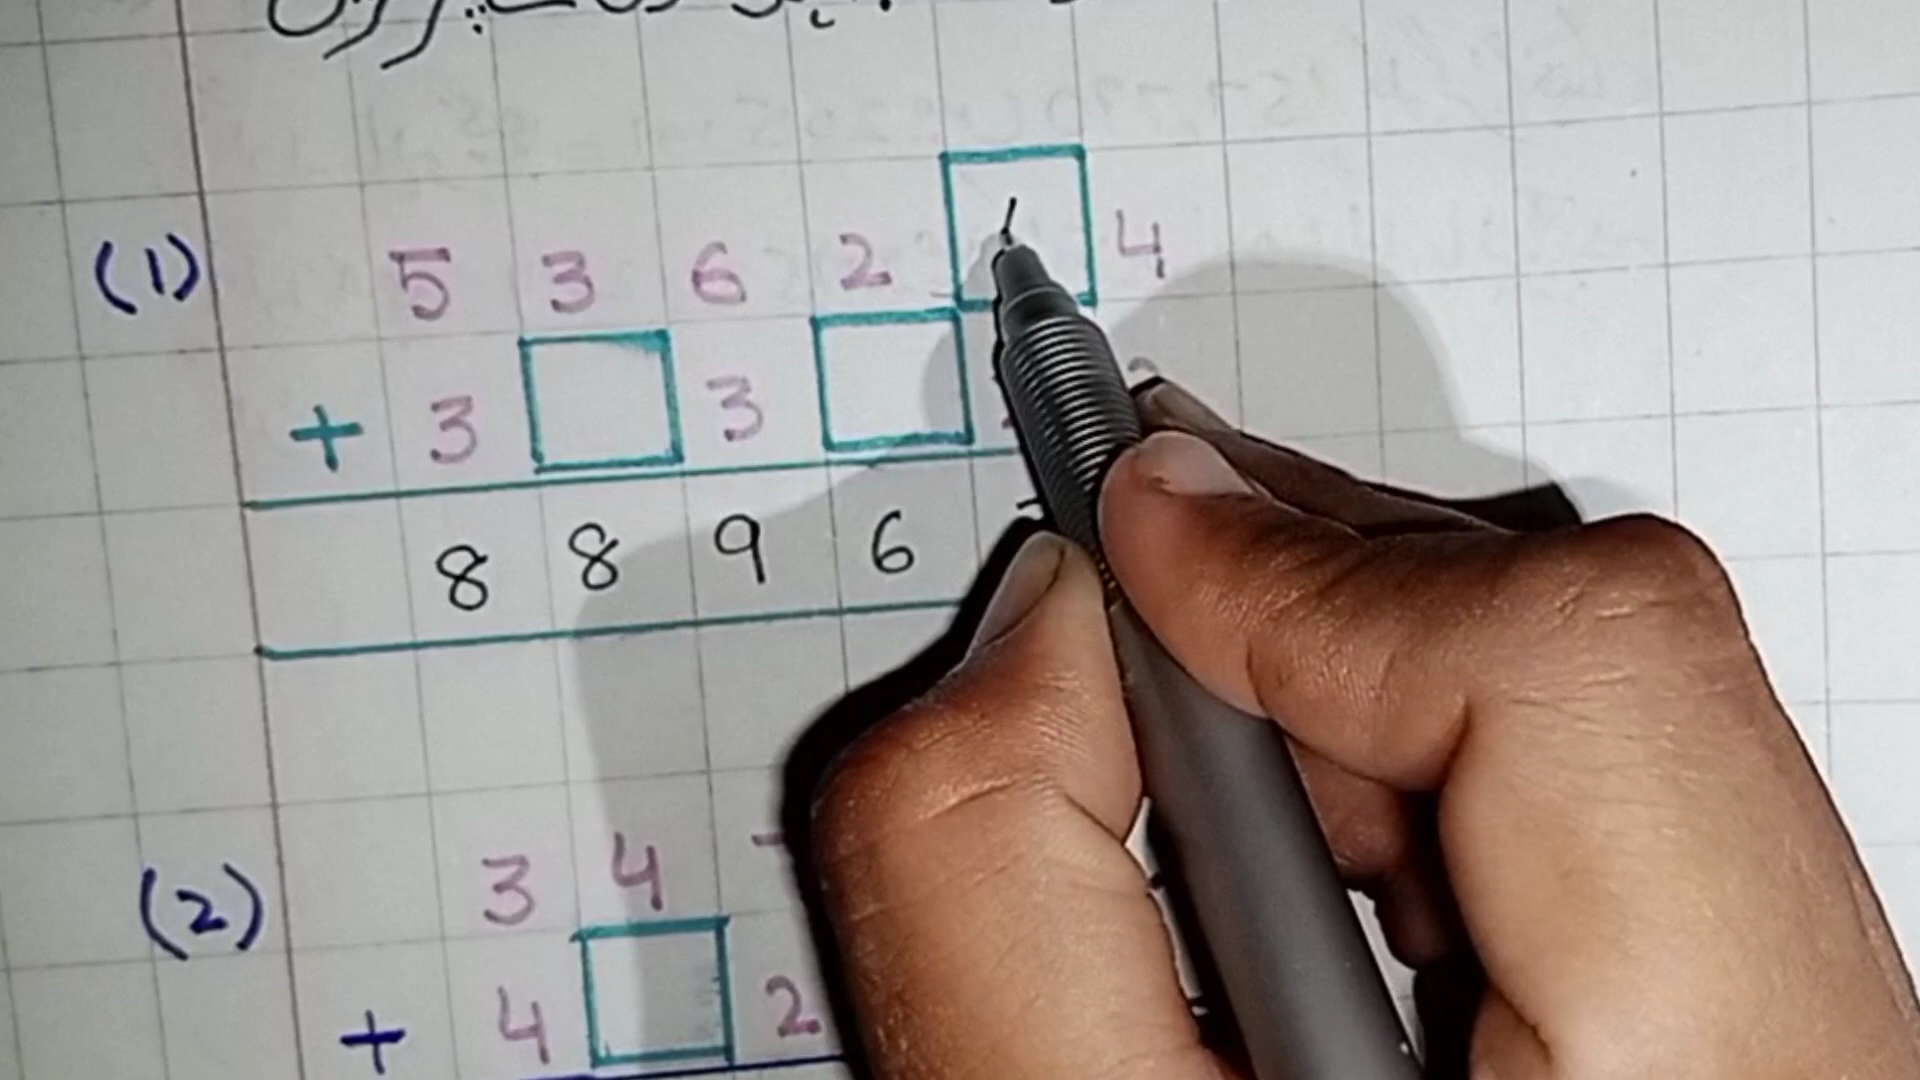 (1) 5 3 6 2 4
+ 3 3
8 8 9 6
(2) 3 4
+ 4 2